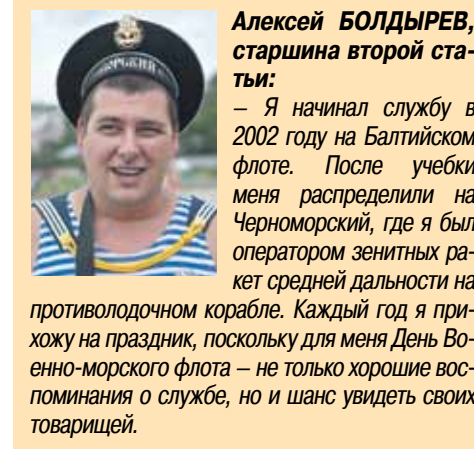 Алексей БОЛДЫРЕВ,
старшина второй ста-
тьи:
– Я начинал службу в
2002 году на Балтийском
флоте. После учебки
меня распределили на
Черноморский, где я был
оператором зенитных ра-
кет средней дальности на
противолодочном корабле. Каждый год я при-
хожу на праздник, поскольку для меня День Во-
енно-морского флота – не только хорошие вос-
поминания о службе, но и шанс увидеть своих
товарищей.